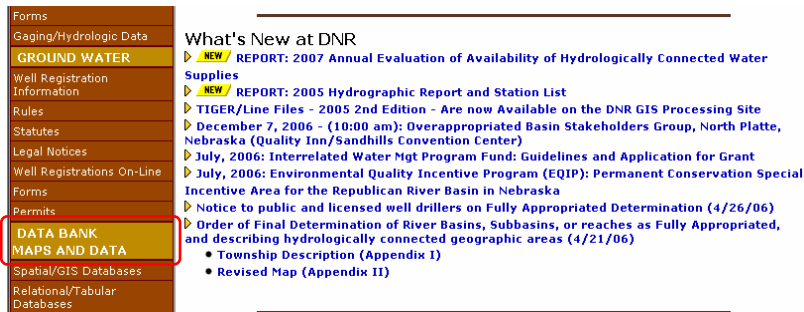 Forms
Gaging/Hydrologic Data
GROUND WATER
Well Registration
Information
Rules
Statutes
Legal Notices
Well Registrations On-Line
Forms
Permits
DATA BANK
MAPS AND DATA
Spatial/GIS Databases
Relational/Tabular
Databases
What's New at DNR
NEW REPORT: 2007 Annual Evaluation of Availability of Hydrologically Connected Water
Supplies
NEW REPORT: 2005 Hydrographic Report and Station List
TIGER/Line Files - 2005 2nd Edition - Are now Available on the DNR GIS Processing Site
December 7, 2006 - (10:00 am): Overappropriated Basin Stakeholders Group, North Platte,
Nebraska (Quality Inn/Sandhills Convention Center)
July, 2006: Interrelated Water Mgt Program Fund: Guidelines and Application for Grant
July, 2006: Environmental Quality Incentive Program (EQIP): Permanent Conservation Special
Incentive Area for the Republican River Basin in Nebraska
Notice to public and licensed well drillers on Fully Appropriated Determination (4/26/06)
Order of Final Determination of River Basins, Subbasins, or reaches as Fully Appropriated,
and describing hydrologically connected geographic areas (4/21/06)
• Township Description (Appendix I)
• Revised Map (Appendix II)